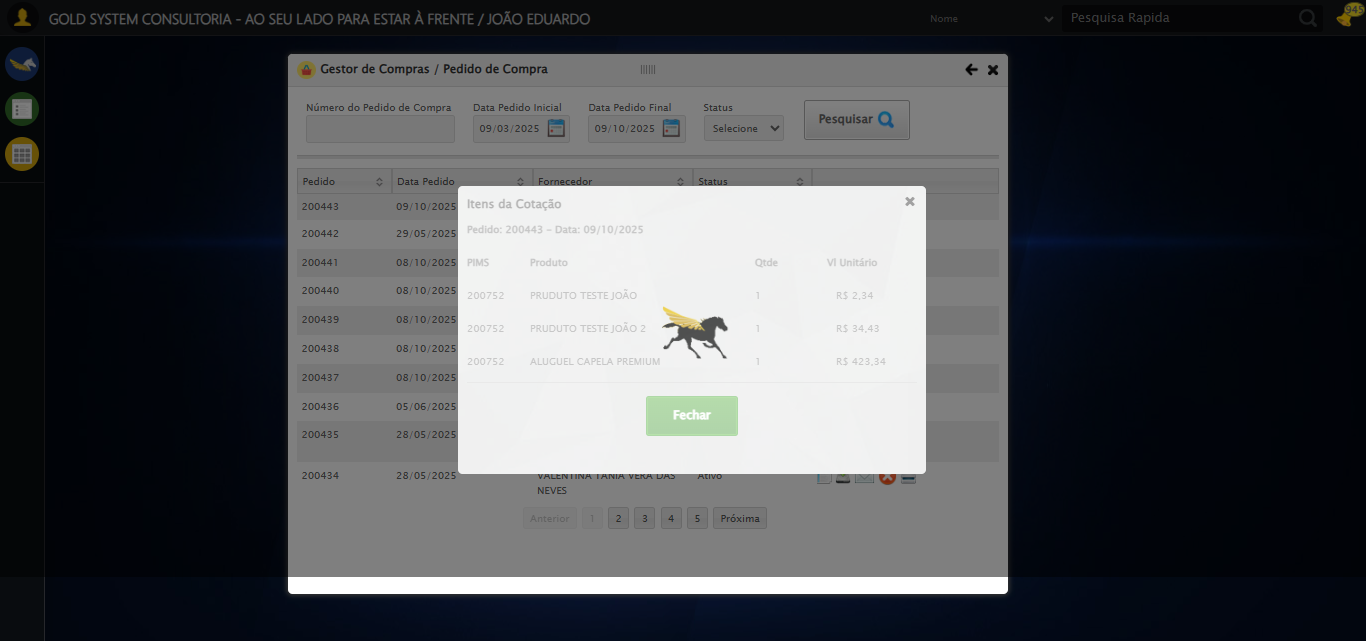 GOLD SYSTEM CONSULTORIA - AO SEU LADO PARA ESTAR À FRENTE / JOÃO EDUARDO
Nome
Pesquisa Rapida
945
Gestor de Compras / Pedido de Compra
Número do Pedido de Compra
Data Pedido Inicial
Data Pedido Final
Status
09/03/2025
09/10/2025
Selecione
Pesquisar
Pedido
Data Pedido
Fornecedor
Status
200443 09/10/2025
200442 29/05/2025
200441 08/10/2025
200440 08/10/2025
200439 08/10/2025
200438 08/10/2025
200437 08/10/2025
200436 05/06/2025
200435 28/05/2025
200434 28/05/2025 VALENTINA TANIA VERA DAS Ativo
NEVES
Anterior 1 2 3 4 5 Próxima
Itens da Cotação
Pedido: 200443 - Data: 09/10/2025
PIMS Produto Qtde Vl Unitário
200752 PRUDUTO TESTE JOÃO 1 R$ 2,34
200752 PRUDUTO TESTE JOÃO 2 1 R$ 34,43
200752 ALUGUEL CAPELA PREMIUM 1 R$ 423,34
Fechar